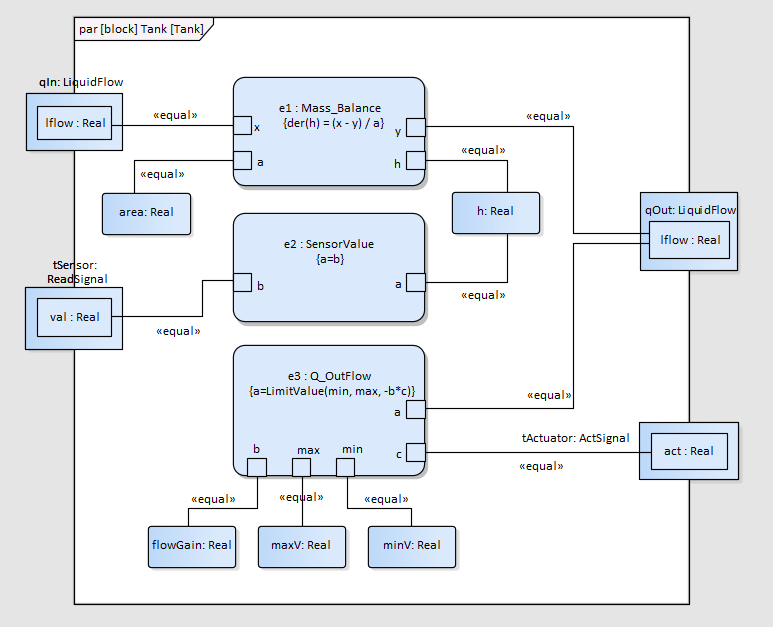 par [block] Tank [Tank]
qIn: LiquidFlow
lflow : Real
«equal»
e1 : Mass_Balance
{der(h) = (x - y) / a}
x
y
a
h
«equal»
«equal»
«equal»
area: Real
h: Real
qOut: LiquidFlow
lflow : Real
e2 : SensorValue
{a=b}
b
a
tSensor:
ReadSignal
val : Real
«equal»
«equal»
e3 : Q_OutFlow
{a=LimitValue(min, max, -b*c)}
a
«equal»
b
max
min
c
tActuator: ActSignal
act : Real
«equal»
«equal»
«equal»
«equal»
flowGain: Real
maxV: Real
minV: Real